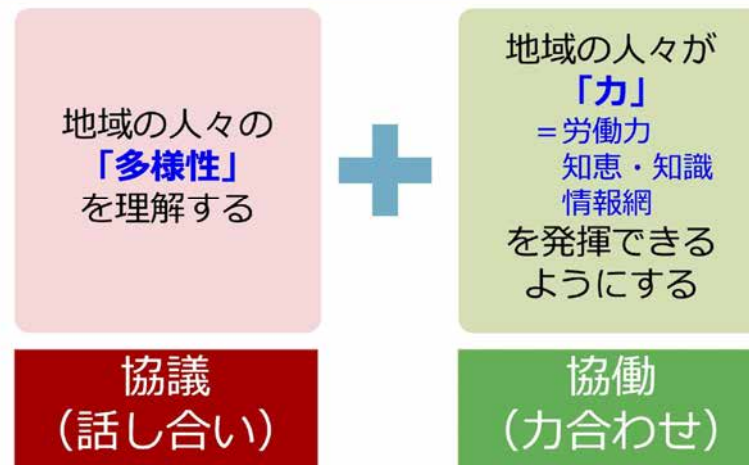 地域の人々の
「多様性」
を理解する
協議
（話し合い）
地域の人々が
「力」
＝労働力
知恵・知識
情報網
を発揮できる
ようにする
協働
（力合わせ）